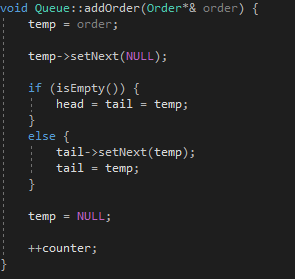 void Queue::addOrder(Order*& order) {
    temp = order;
    temp->setNext(NULL);
    if (isEmpty()) {
        head = tail = temp;
    }
    else {
        tail->setNext(temp);
        tail = temp;
    }
    temp = NULL;
    ++counter;
}